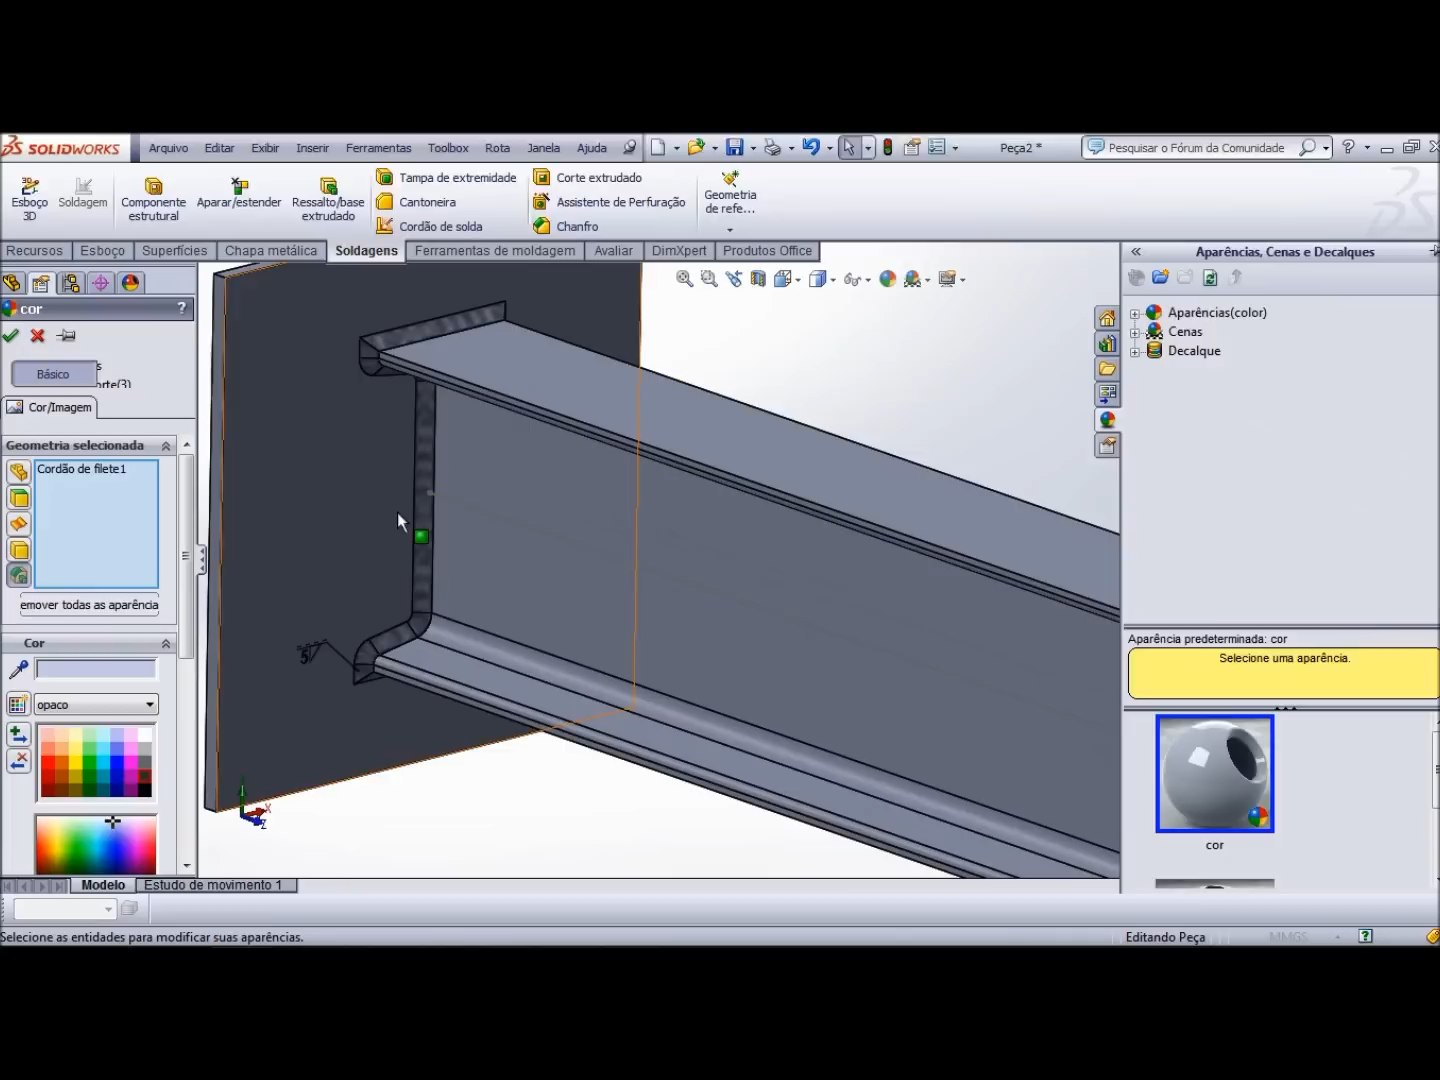 SOLIDWORKS
Arquivo Editar Exibir Inserir Ferramentas Toolbox Rota Janela Ajuda
Peça2 *
Pesquisar o Fórum da Comunidade
Esboço 3D
Soldagem
Componente estrutural
Aparar/estender
Ressalto/base extrudado
Tampa de extremidade
Cantoneira
Cordão de solda
Corte extrudado
Assistente de Perfuração
Chanfro
Geometria de refe...
Recursos Esboço Superfícies Chapa metálica Soldagens Ferramentas de moldagem Avaliar DimXpert Produtos Office
Aparências, Cenas e Decalques
cor ?
Básico
s
orte(3)
Cor/Imagem
Geometria selecionada
Cordão de filete1
emover todas as aparência
Cor
opaco
5
X
Z
Aparências(color)
Cenas
Decalque
Aparência predeterminada: cor
Selecione uma aparência.
cor
Modelo Estudo de movimento 1
Selecione as entidades para modificar suas aparências.
Editando Peça
MMGS